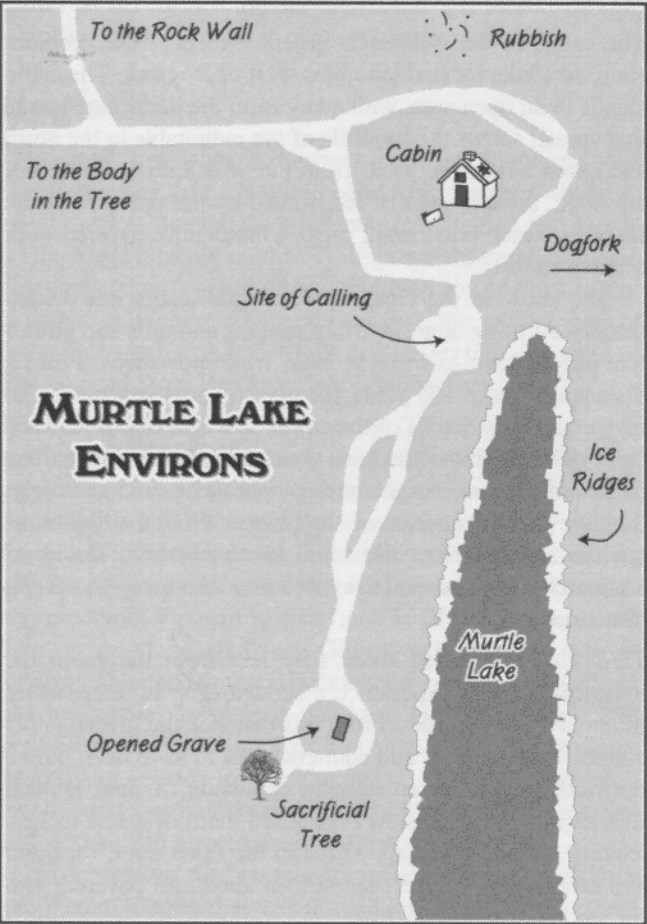 To the Rock Wall
Rubbish
To the Body
in the Tree
Cabin
Dogfork
Site of Calling
MURTLE LAKE
ENVIRONS
Ice
Ridges
Murtle
Lake
Opened Grave
Sacrificial
Tree